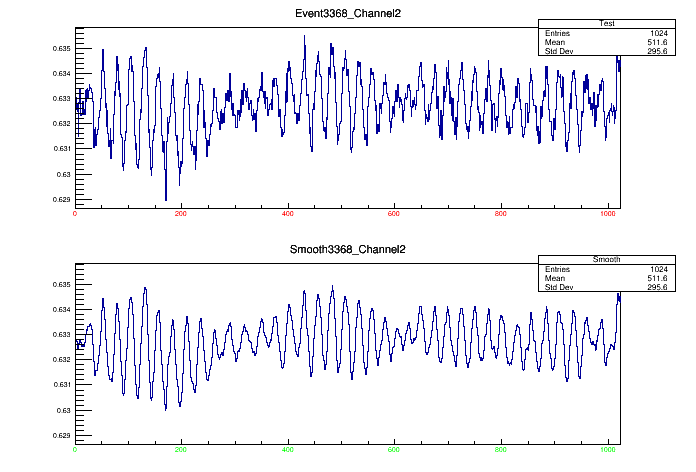 Event3368_Channel2
Test
Entries 1024
Mean 511.6
Std Dev 295.6
0.635
0.634
0.633
0.632
0.631
0.63
0.629
0 200 400 600 800 1000
Smooth3368_Channel2
Smooth
Entries 1024
Mean 511.6
Std Dev 295.6
0.635
0.634
0.633
0.632
0.631
0.63
0.629
0 200 400 600 800 1000